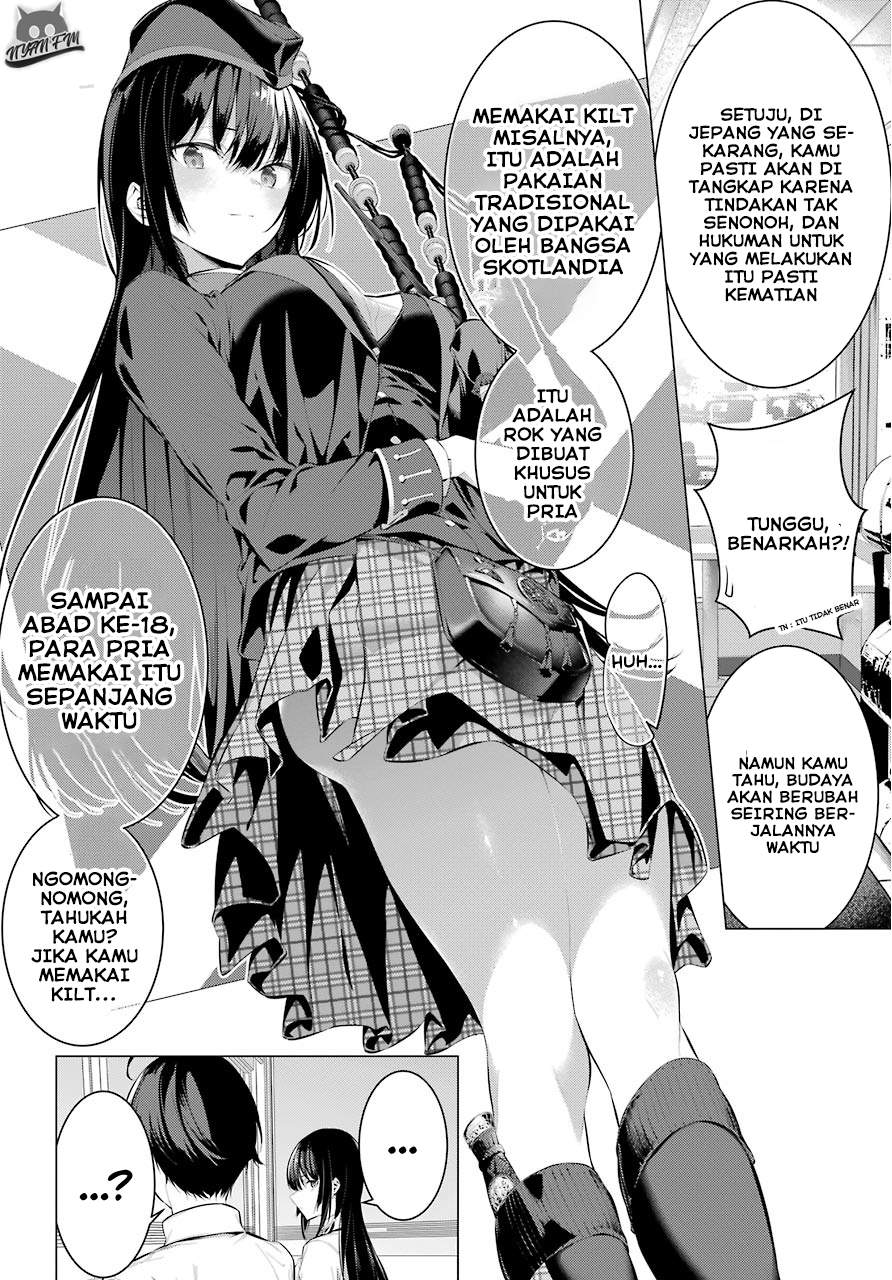 NYAN FM
SETUJU, DI
JEPANG YANG SE-
KARANG, KAMU
PASTI AKAN DI
TANGKAP KARENA
TINDAKAN TAK
SENONOH, DAN
HUKUMAN UNTUK
YANG MELAKUKAN
ITU PASTI
KEMATIAN
TUNGGU,
BENARKAH?!
TN : ITU TIDAK BENAR
NAMUN KAMU
TAHU, BUDAYA
AKAN BERUBAH
SEIRING BER-
JALANNYA
WAKTU
MEMAKAI KILT
MISALNYA,
ITU ADALAH
PAKAIAN
TRADISIONAL
YANG DIPAKAI
OLEH BANGSA
SKOTLANDIA
ITU
ADALAH
ROK YANG
DIBUAT
KHUSUS
UNTUK
PRIA
HUH...
SAMPAI
ABAD KE-18,
PARA PRIA
MEMAKAI ITU
SEPANJANG
WAKTU
NGOMONG-
NOMONG,
TAHUKAH
KAMU?
JIKA KAMU
MEMAKAI
KILT...
...
...?